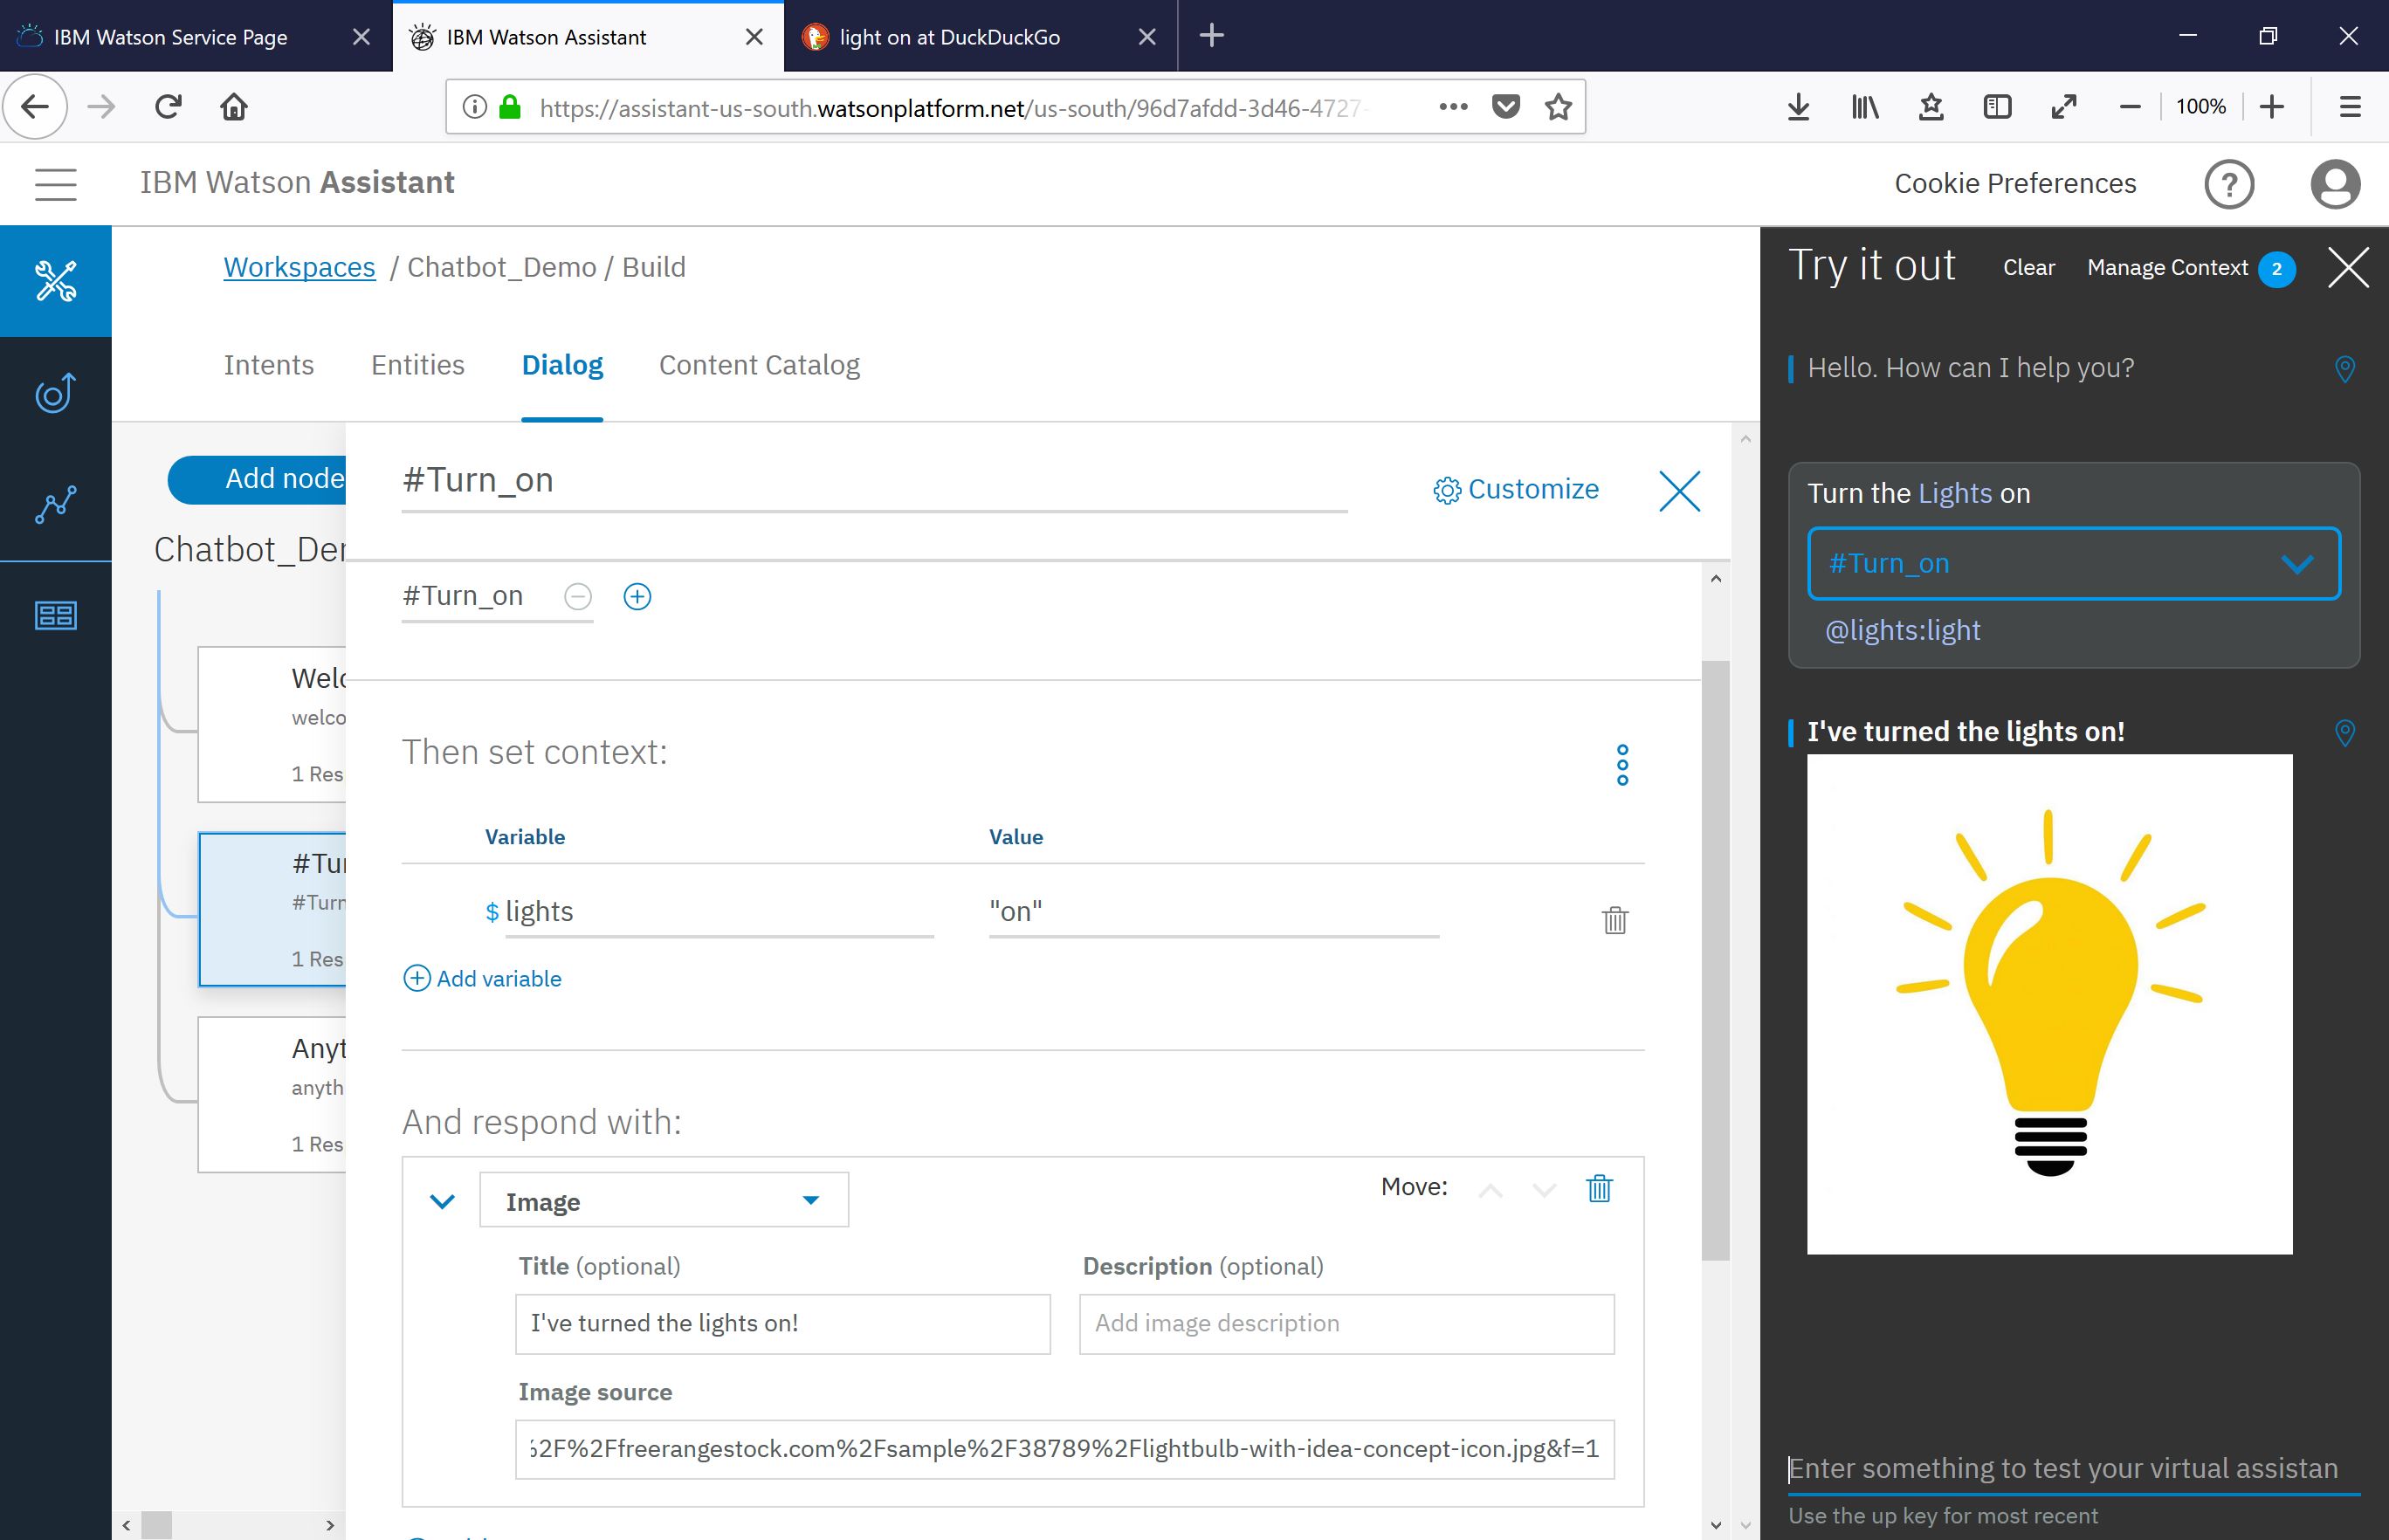 IBM Watson Service Page
IBM Watson Assistant
light on at DuckDuckGo
https://assistant-us-south.watsonplatform.net/us-south/96d7afdd-3d46-4727-
100%
IBM Watson Assistant
Cookie Preferences
?
Workspaces / Chatbot_Demo / Build
Intents
Entities
Dialog
Content Catalog
Add node
Chatbot_Der
Welc
welco
1 Res
#Tur
#Turn
1 Res
Anyt
anyth
1 Res
#Turn_on
Customize
#Turn_on
Then set context:
Variable
Value
$ lights
"on"
Add variable
And respond with:
Image
Move:
Title (optional)
Description (optional)
I've turned the lights on!
Add image description
Image source
%2F%2Ffreerangestock.com%2Fsample%2F38789%2Flightbulb-with-idea-concept-icon.jpg&f=1
Try it out
Clear
Manage Context 2
Hello. How can I help you?
Turn the Lights on
#Turn_on
@lights:light
I've turned the lights on!
Enter something to test your virtual assistan
Use the up key for most recent